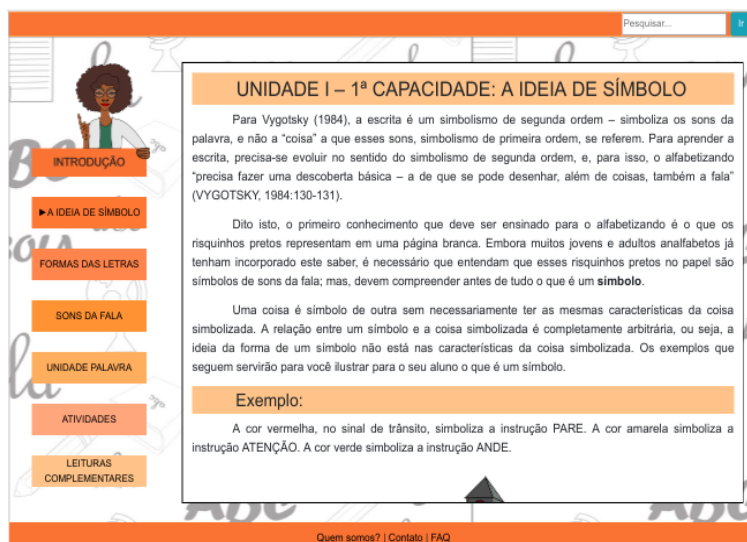 Pesquisar...
Ir
INTRODUÇÃO
►A IDEIA DE SÍMBOLO
FORMAS DAS LETRAS
SONS DA FALA
UNIDADE PALAVRA
ATIVIDADES
LEITURAS
COMPLEMENTARES
UNIDADE I – 1ª CAPACIDADE: A IDEIA DE SÍMBOLO
Para Vygotsky (1984), a escrita é um simbolismo de segunda ordem – simboliza os sons da
palavra, e não a “coisa” a que esses sons, simbolismo de primeira ordem, se referem. Para aprender a
escrita, precisa-se evoluir no sentido do simbolismo de segunda ordem, e, para isso, o alfabetizando
“precisa fazer uma descoberta básica – a de que se pode desenhar, além de coisas, também a fala”
(VYGOTSKY, 1984:130-131).
Dito isto, o primeiro conhecimento que deve ser ensinado para o alfabetizando é o que os
risquinhos pretos representam em uma página branca. Embora muitos jovens e adultos analfabetos já
tenham incorporado este saber, é necessário que entendam que esses risquinhos pretos no papel são
símbolos de sons da fala; mas, devem compreender antes de tudo o que é um símbolo.
Uma coisa é símbolo de outra sem necessariamente ter as mesmas características da coisa
simbolizada. A relação entre um símbolo e a coisa simbolizada é completamente arbitrária, ou seja, a
ideia da forma de um símbolo não está nas características da coisa simbolizada. Os exemplos que
seguem servirão para você ilustrar para o seu aluno o que é um símbolo.
Exemplo:
A cor vermelha, no sinal de trânsito, simboliza a instrução PARE. A cor amarela simboliza a
instrução ATENÇÃO. A cor verde simboliza a instrução ANDE.
Quem somos? | Contato | FAQ